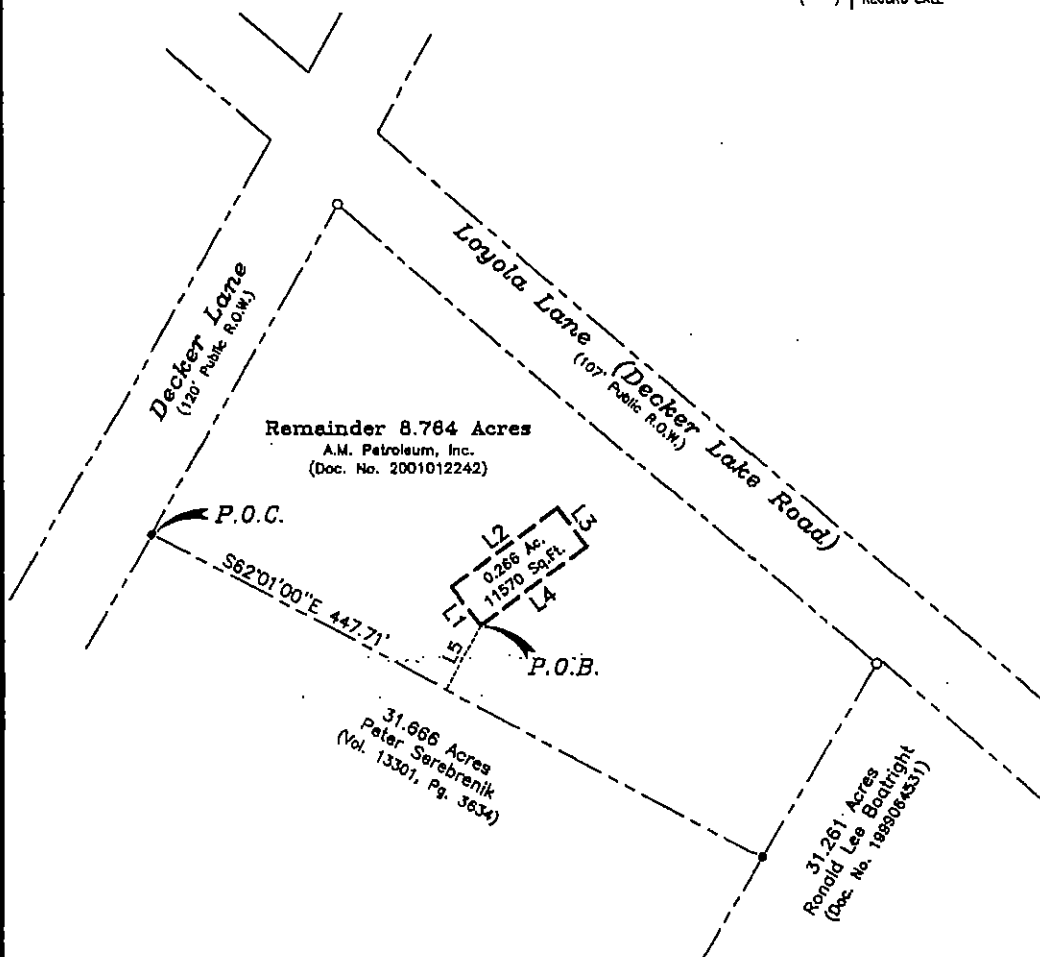 Decker Lane
(120' Public R.O.W.)
Loyola Lane (Decker Lake Road)
(107' Public R.O.W.)
Remainder 8.764 Acres
A.M. Petroleum, Inc.
(Doc. No. 2001012242)
P.O.C.
S62°01'00"E 447.71'
L2
L3
0.266 Ac.
11570 Sq.Ft.
L1
L4
L5
P.O.B.
31.666 Acres
Peter Serebrenik
(Vol. 13301, Pg. 3634)
31.261 Acres
Ronald Lee Boatright
(Doc. No. 1999064531)